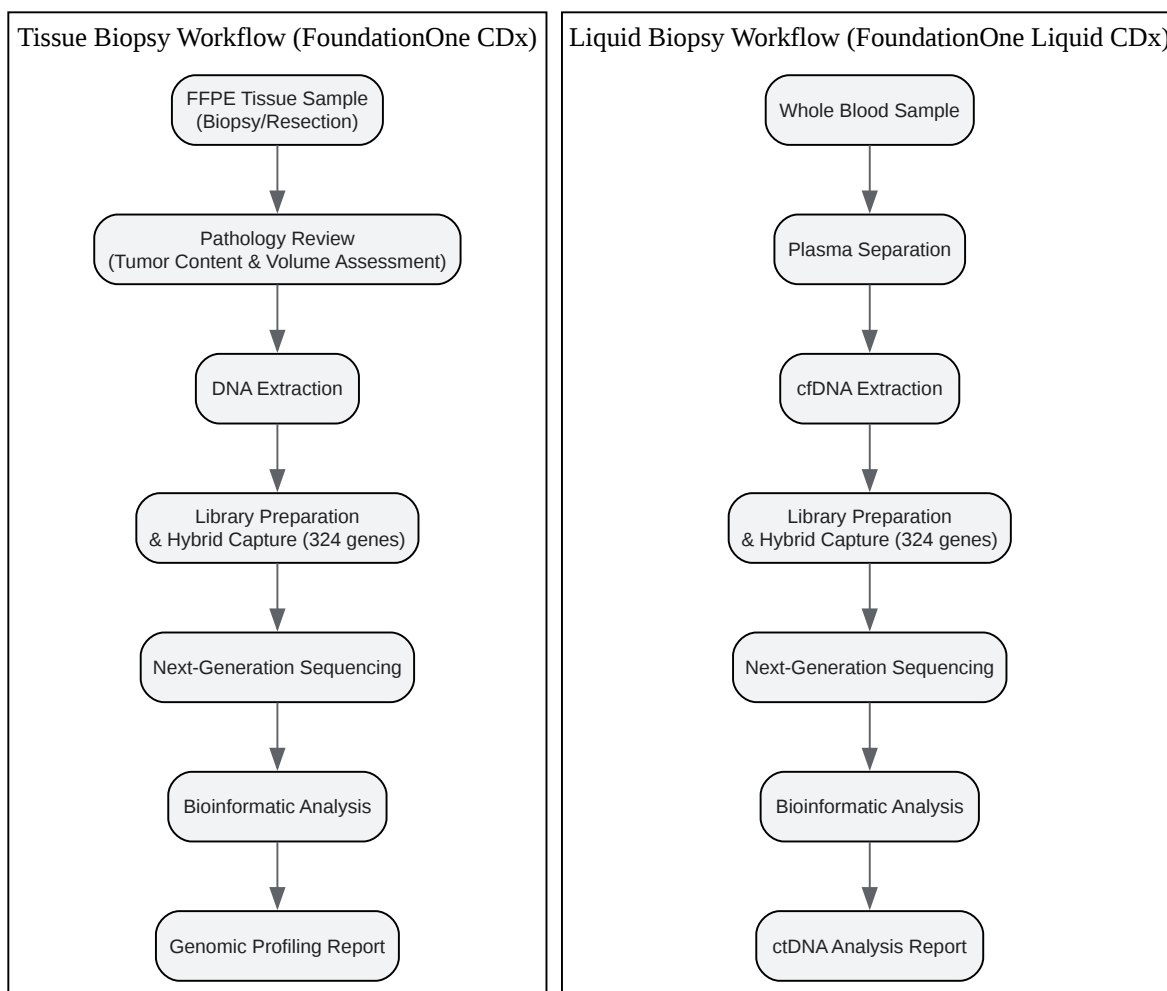 Tissue Biopsy Workflow (FoundationOne CDx)
FFPE Tissue Sample
(Biopsy/Resection)
Pathology Review
(Tumor Content & Volume Assessment)
DNA Extraction
Library Preparation
& Hybrid Capture (324 genes)
Next-Generation Sequencing
Bioinformatic Analysis
Genomic Profiling Report
Liquid Biopsy Workflow (FoundationOne Liquid CDx)
Whole Blood Sample
Plasma Separation
cfDNA Extraction
Library Preparation
& Hybrid Capture (324 genes)
Next-Generation Sequencing
Bioinformatic Analysis
ctDNA Analysis Report